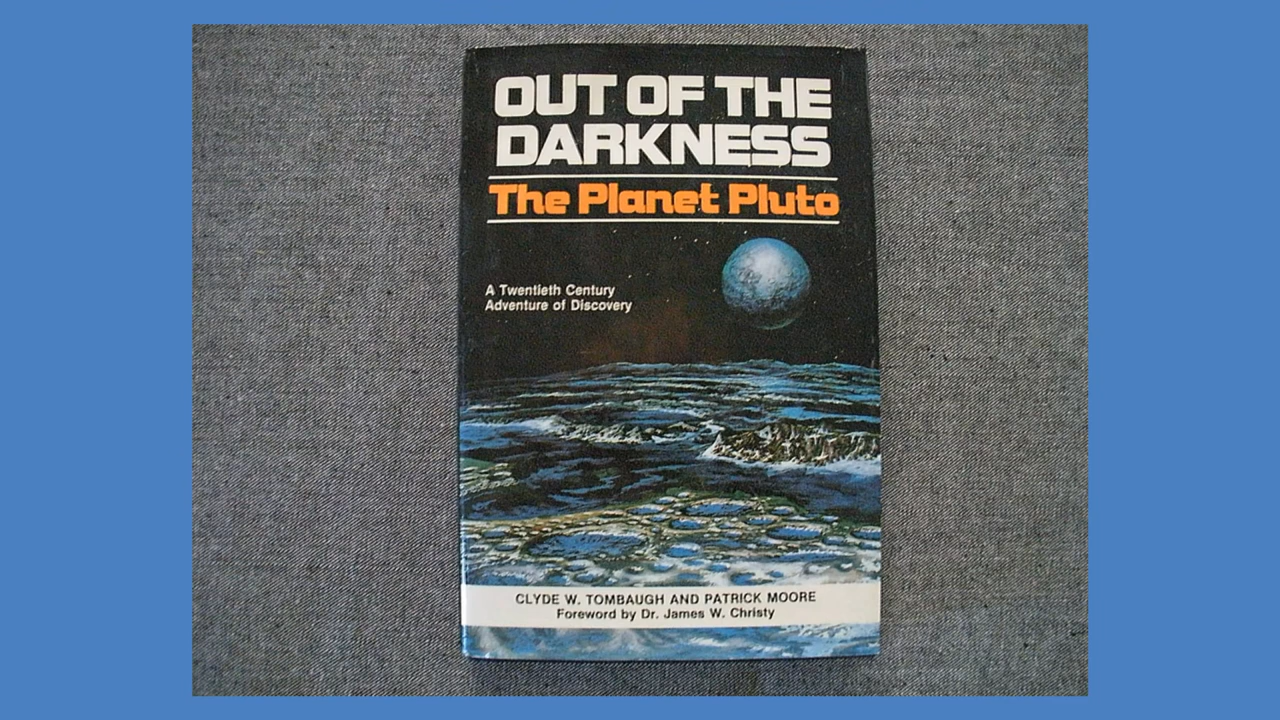 OUT OF THE
DARKNESS
The Planet Pluto
A Twentieth Century
Adventure of Discovery
CLYDE W. TOMBAUGH AND PATRICK MOORE
Foreword by Dr. James W. Christy